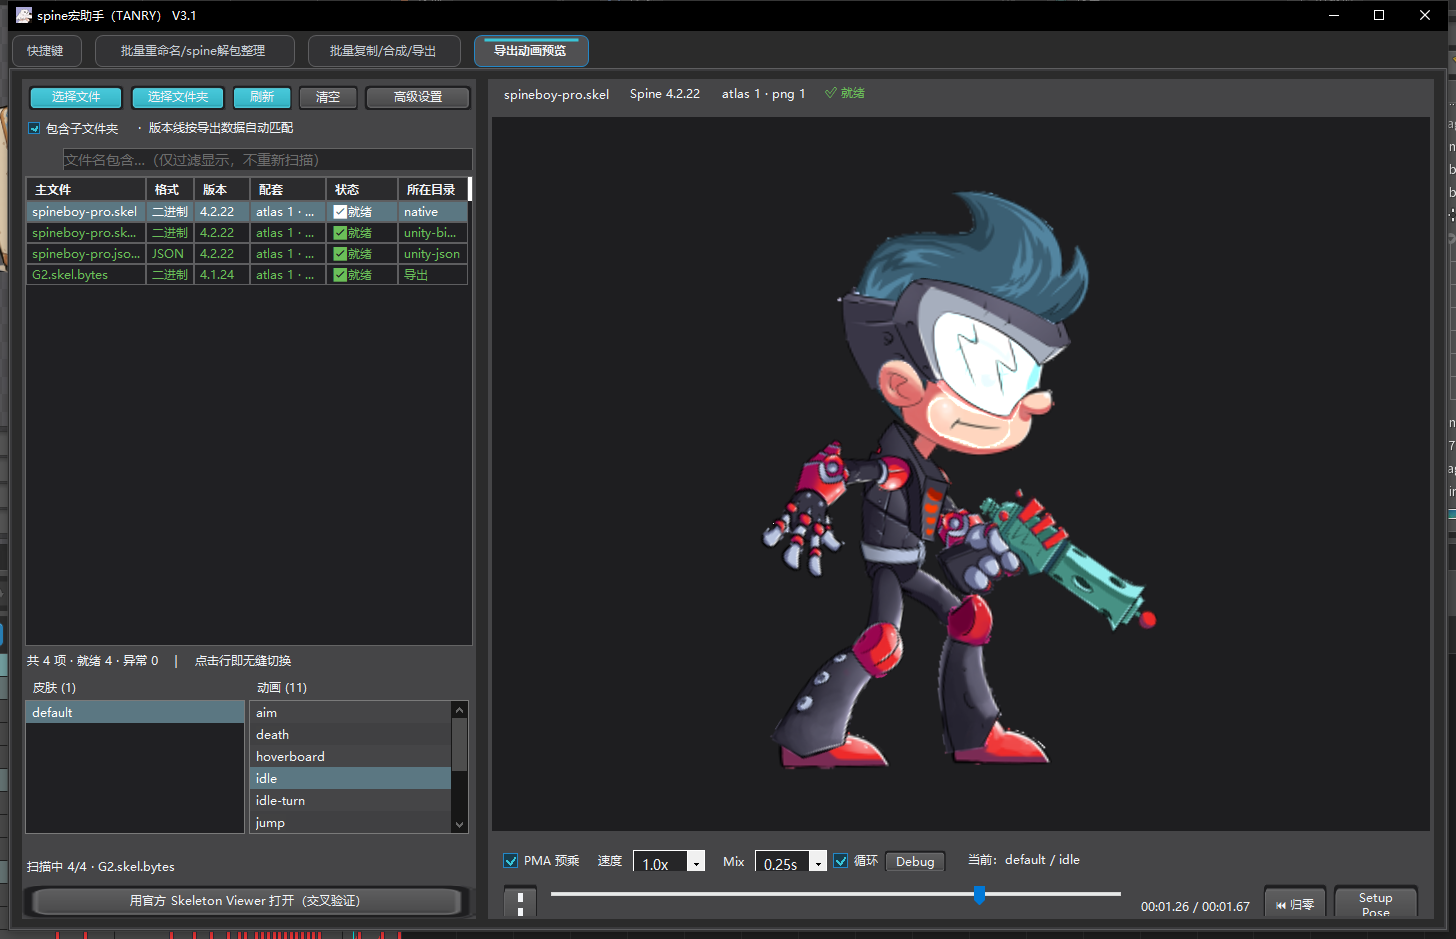 spine宏助手（TANRY） V3.1
快捷键 批量重命名/spine解包整理 批量复制/合成/导出 导出动画预览
选择文件 选择文件夹 刷新 清空 高级设置
spineboy-pro.skel Spine 4.2.22 atlas 1 · png 1 就绪
包含子文件夹 · 版本线按导出数据自动匹配
文件名包含...（仅过滤显示，不重新扫描）
主文件 格式 版本 配套 状态 所在目录
spineboy-pro.skel 二进制 4.2.22 atlas 1 · ... 就绪 native
spineboy-pro.sk... 二进制 4.2.22 atlas 1 · ... 就绪 unity-bi...
spineboy-pro.jso... JSON 4.2.22 atlas 1 · ... 就绪 unity-json
G2.skel.bytes 二进制 4.1.24 atlas 1 · ... 就绪 导出
共 4 项 · 就绪 4 · 异常 0 | 点击行即无缝切换
皮肤 (1) 动画 (11)
default aim
death
hoverboard
idle
idle-turn
jump
扫描中 4/4 · G2.skel.bytes
用官方 Skeleton Viewer 打开（交叉验证）
PMA 预乘 速度 1.0x Mix 0.25s 循环 Debug 当前: default / idle
00:01.26 / 00:01.67 归零 Setup
Pose